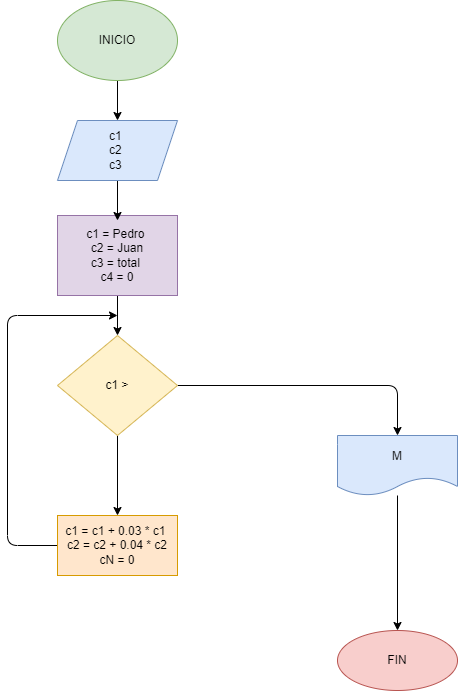 INICIO
c1
c2
c3
c1 = Pedro
c2 = Juan
c3 = total
c4 = 0
c1 >
c1 = c1 + 0.03 * c1
c2 = c2 + 0.04 * c2
cN = 0
M
FIN